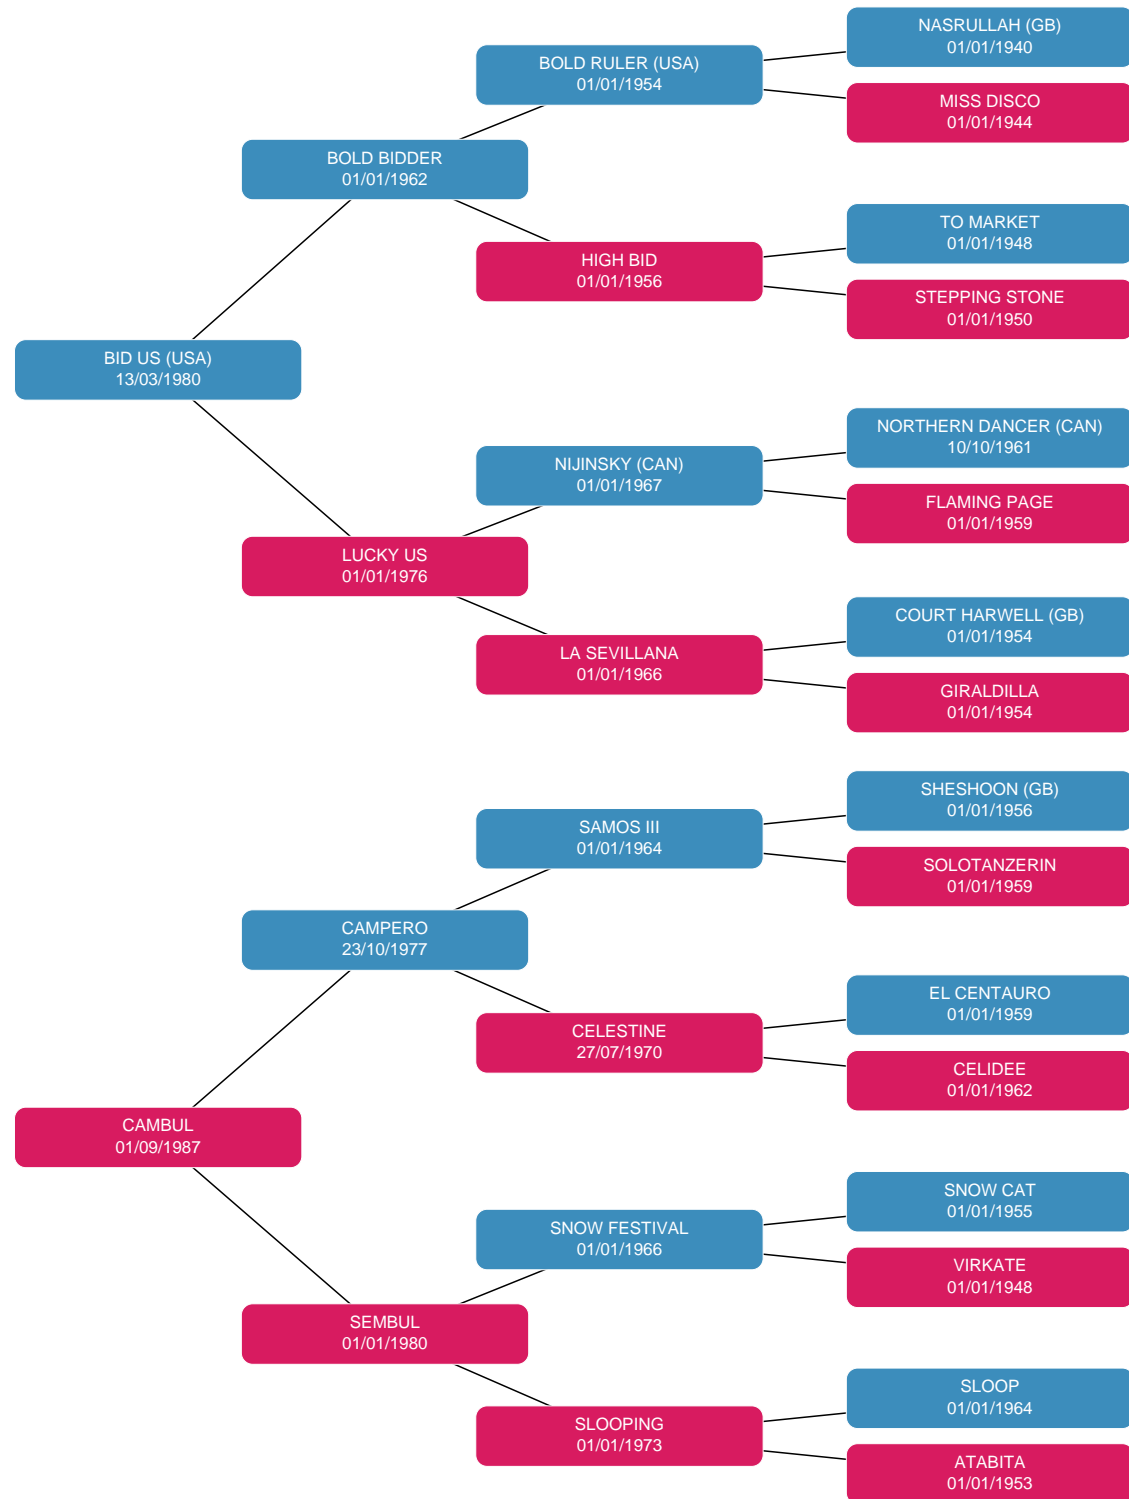 NASRULLAH (GB)
01/01/1940
BOLD RULER (USA)
01/01/1954
MISS DISCO
01/01/1944
BOLD BIDDER
01/01/1962
TO MARKET
01/01/1948
HIGH BID
01/01/1956
STEPPING STONE
01/01/1950
BID US (USA)
13/03/1980
NORTHERN DANCER (CAN)
10/10/1961
NIJINSKY (CAN)
01/01/1967
FLAMING PAGE
01/01/1959
LUCKY US
01/01/1976
COURT HARWELL (GB)
01/01/1954
LA SEVILLANA
01/01/1966
GIRALDILLA
01/01/1954
SHESHOON (GB)
01/01/1956
SAMOS III
01/01/1964
SOLOTANZERIN
01/01/1959
CAMPERO
23/10/1977
EL CENTAURO
01/01/1959
CELESTINE
27/07/1970
CELIDEE
01/01/1962
CAMBUL
01/09/1987
SNOW CAT
01/01/1955
SNOW FESTIVAL
01/01/1966
VIRKATE
01/01/1948
SEMBUL
01/01/1980
SLOOP
01/01/1964
SLOOPING
01/01/1973
ATABITA
01/01/1953